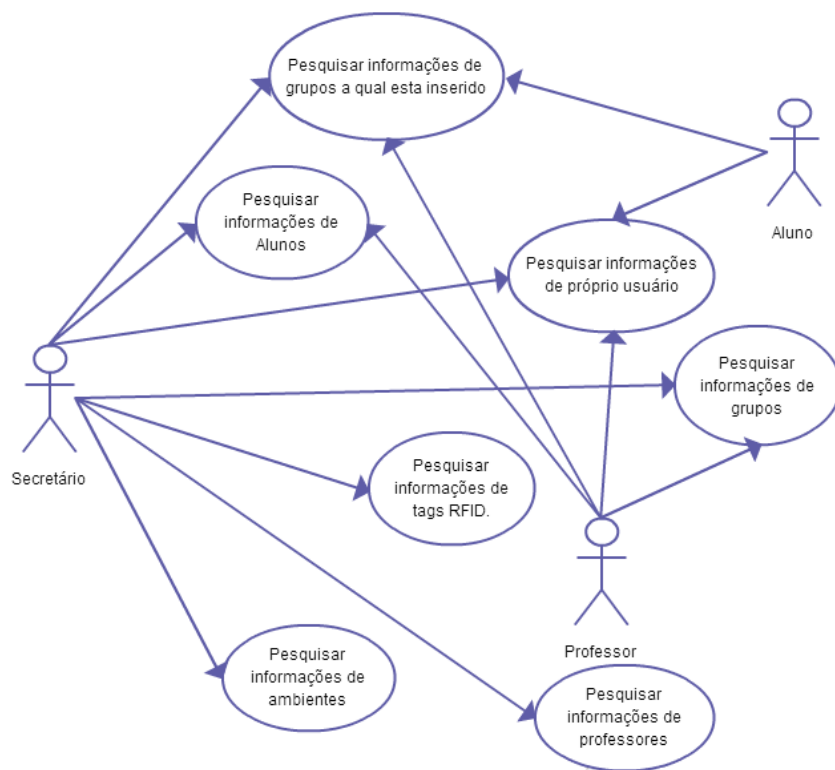 Pesquisar informações de
grupos a qual esta inserido
Aluno
Pesquisar
informações de
Alunos
Pesquisar informações
de próprio usuário
Pesquisar
informações de
grupos
Secretário
Pesquisar
informações de
tags RFID.
Professor
Pesquisar
informações de
ambientes
Pesquisar
informações de
professores